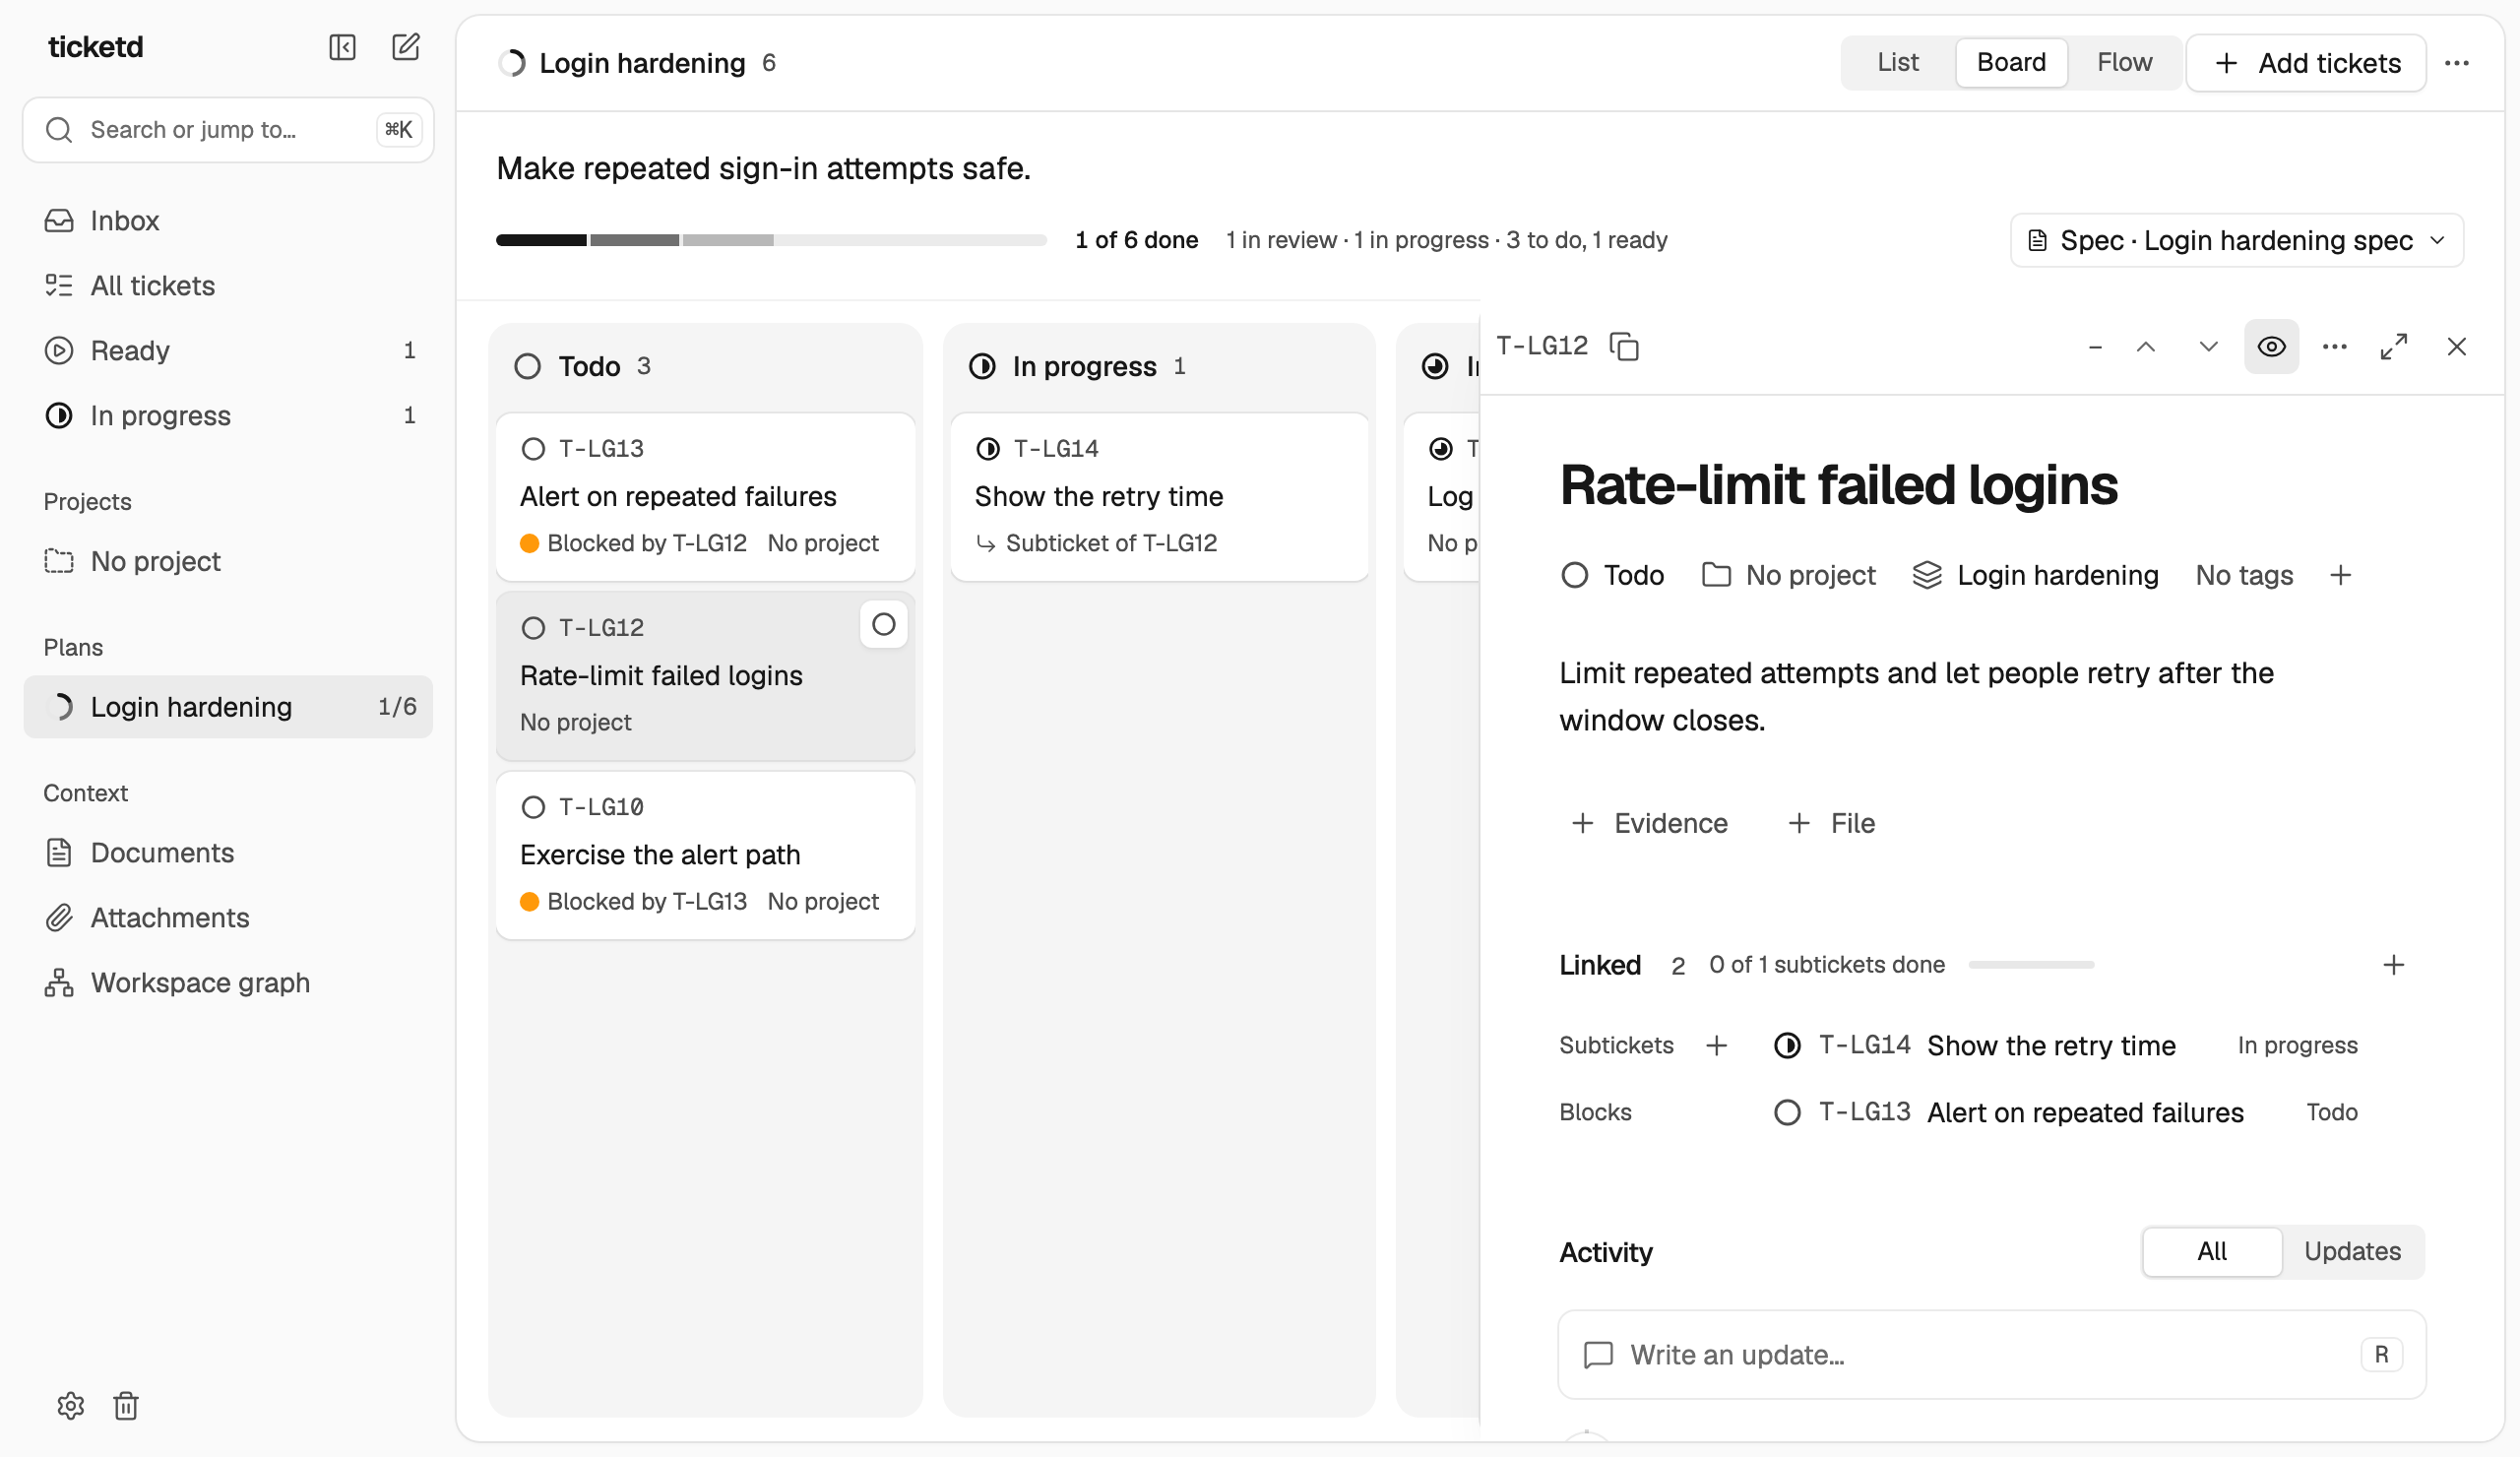 ticketd
Search or jump to...
⌘K
Inbox
All tickets
Ready 1
In progress 1
Projects
No project
Plans
Login hardening 1/6
Context
Documents
Attachments
Workspace graph
Login hardening 6
List Board Flow
+ Add tickets
Make repeated sign-in attempts safe.
1 of 6 done 1 in review · 1 in progress · 3 to do, 1 ready
Spec · Login hardening spec
Todo 3
T-LG13
Alert on repeated failures
Blocked by T-LG12 No project
T-LG12
Rate-limit failed logins
No project
T-LG10
Exercise the alert path
Blocked by T-LG13 No project
In progress 1
T-LG14
Show the retry time
Subticket of T-LG12
T
Log
No p
T-LG12
Rate-limit failed logins
Todo No project Login hardening No tags +
Limit repeated attempts and let people retry after the
window closes.
+ Evidence + File
Linked 2 0 of 1 subtickets done +
Subtickets + T-LG14 Show the retry time In progress
Blocks T-LG13 Alert on repeated failures Todo
Activity
All Updates
Write an update...
R